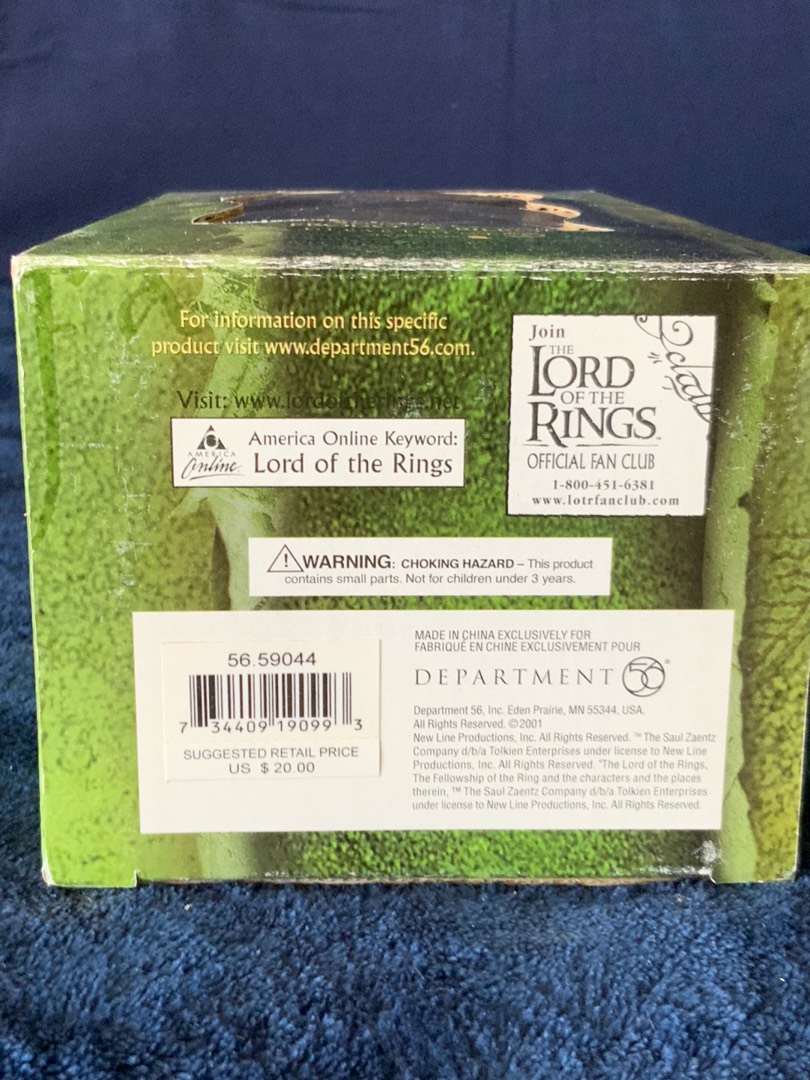 For information on this specific
product visit www.department56.com.
Visit: www.lordoftherings.net
AMERICA
Online
America Online Keyword:
Lord of the Rings
Join
THE
LORD
OF THE
RINGS™
OFFICIAL FAN CLUB
1-800-451-6381
www.lotrfanclub.com
WARNING: CHOKING HAZARD – This product
contains small parts. Not for children under 3 years.
56.59044
7 34409 19099 3
SUGGESTED RETAIL PRICE
US $ 20.00
MADE IN CHINA EXCLUSIVELY FOR
FABRIQUÉ EN CHINE EXCLUSIVEMENT POUR
DEPARTMENT 56®
Department 56, Inc. Eden Prairie, MN 55344, USA.
All Rights Reserved. ©2001
New Line Productions, Inc. All Rights Reserved. ™ The Saul Zaentz
Company d/b/a Tolkien Enterprises under license to New Line
Productions, Inc. All Rights Reserved. "The Lord of the Rings,
The Fellowship of the Ring and the characters and the places
therein, ™ The Saul Zaentz Company d/b/a Tolkien Enterprises
under license to New Line Productions, Inc. All Rights Reserved.